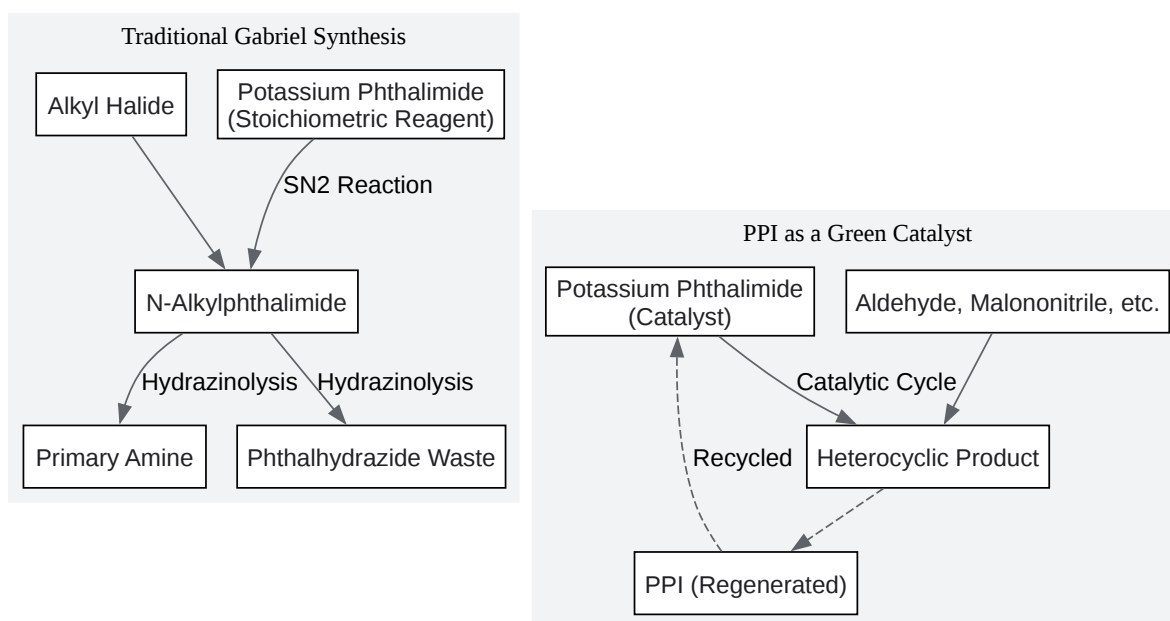 Traditional Gabriel Synthesis
Alkyl Halide
Potassium Phthalimide
(Stoichiometric Reagent)
SN2 Reaction
N-Alkylphthalimide
Hydrazinolysis
Hydrazinolysis
Primary Amine
Phthalhydrazide Waste
PPI as a Green Catalyst
Potassium Phthalimide
(Catalyst)
Aldehyde, Malononitrile, etc.
Catalytic Cycle
Recycled
Heterocyclic Product
PPI (Regenerated)